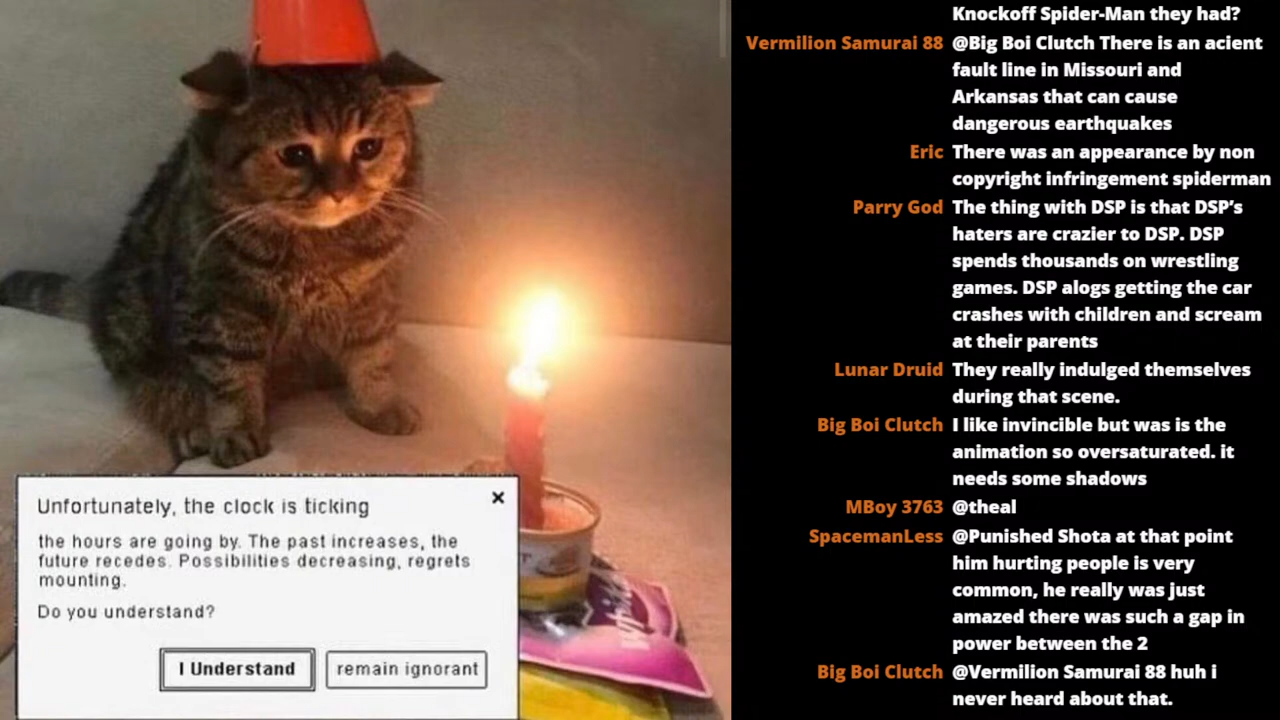 Unfortunately, the clock is ticking
the hours are going by. The past increases, the
future recedes. Possibilities decreasing, regrets
mounting.
Do you understand?
I Understand
remain ignorant
Knockoff Spider-Man they had?
Vermilion Samurai 88 @Big Boi Clutch There is an acient
fault line in Missouri and
Arkansas that can cause
dangerous earthquakes
Eric There was an appearance by non
copyright infringement spiderman
Parry God The thing with DSP is that DSP’s
haters are crazier to DSP. DSP
spends thousands on wrestling
games. DSP alogs getting the car
crashes with children and scream
at their parents
Lunar Druid They really indulged themselves
during that scene.
Big Boi Clutch I like invincible but was is the
animation so oversaturated. it
needs some shadows
MBoy 3763 @theal
SpacemanLess @Punished Shota at that point
him hurting people is very
common, he really was just
amazed there was such a gap in
power between the 2
Big Boi Clutch @Vermilion Samurai 88 huh i
never heard about that.